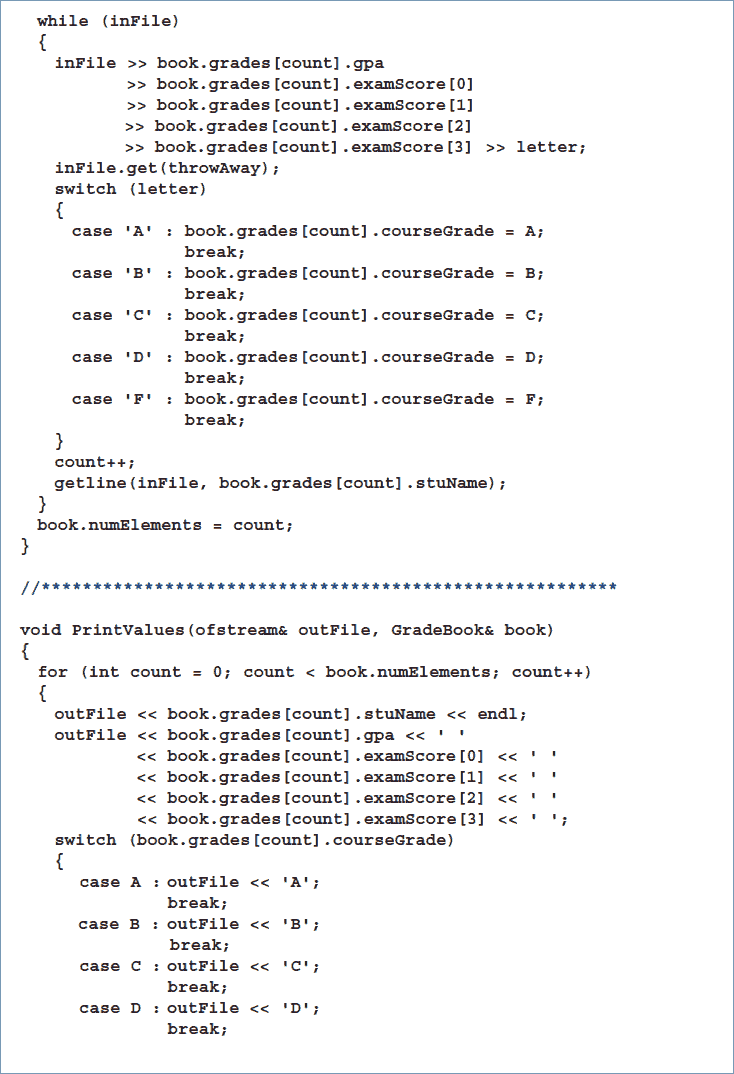 while (inFile)
{
inFile >> book.grades[count].gpa
>> book.grades[count].examScore[0]
>> book.grades[count].examScore[1]
>> book.grades[count].examScore[2]
>> book.grades[count].examScore[3] >> letter;
inFile.get(throwAway);
switch (letter)
{
case 'A' : book.grades[count].courseGrade = A;
break;
case 'B' : book.grades[count].courseGrade = B;
break;
case 'C' : book.grades[count].courseGrade = C;
break;
case 'D' : book.grades[count].courseGrade = D;
break;
case 'F' : book.grades[count].courseGrade = F;
break;
}
count++;
getline(inFile, book.grades[count].stuName);
}
book.numElements = count;
}
//********************************************************
void PrintValues(ofstream& outFile, GradeBook& book)
{
for (int count = 0; count < book.numElements; count++)
{
outFile << book.grades[count].stuName << endl;
outFile << book.grades[count].gpa << ' '
<< book.grades[count].examScore[0] << ' '
<< book.grades[count].examScore[1] << ' '
<< book.grades[count].examScore[2] << ' '
<< book.grades[count].examScore[3] << ' ';
switch (book.grades[count].courseGrade)
{
case A : outFile << 'A';
break;
case B : outFile << 'B';
break;
case C : outFile << 'C';
break;
case D : outFile << 'D';
break;